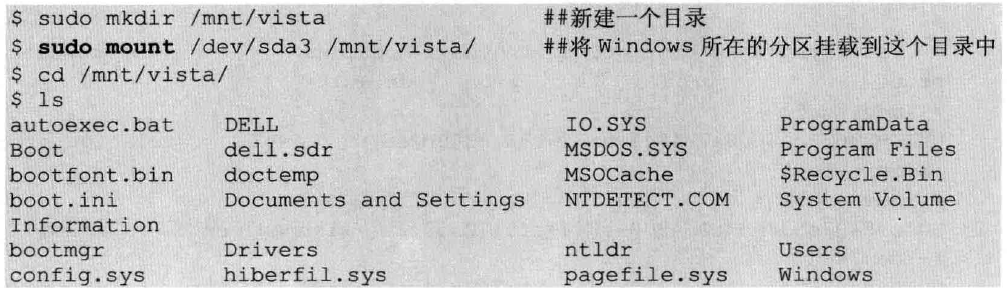 $ sudo mkdir /mnt/vista ##新建一个目录
$ sudo mount /dev/sda3 /mnt/vista/ ##将 Windows 所在的分区挂载到这个目录中
$ cd /mnt/vista/
$ ls
autoexec.bat DELL IO.SYS ProgramData
Boot dell.sdr MSDOS.SYS Program Files
bootfont.bin doctemp MSOCache $Recycle.Bin
boot.ini Documents and Settings NTDETECT.COM System Volume
Information
bootmgr Drivers ntldr Users
config.sys hiberfil.sys pagefile.sys Windows